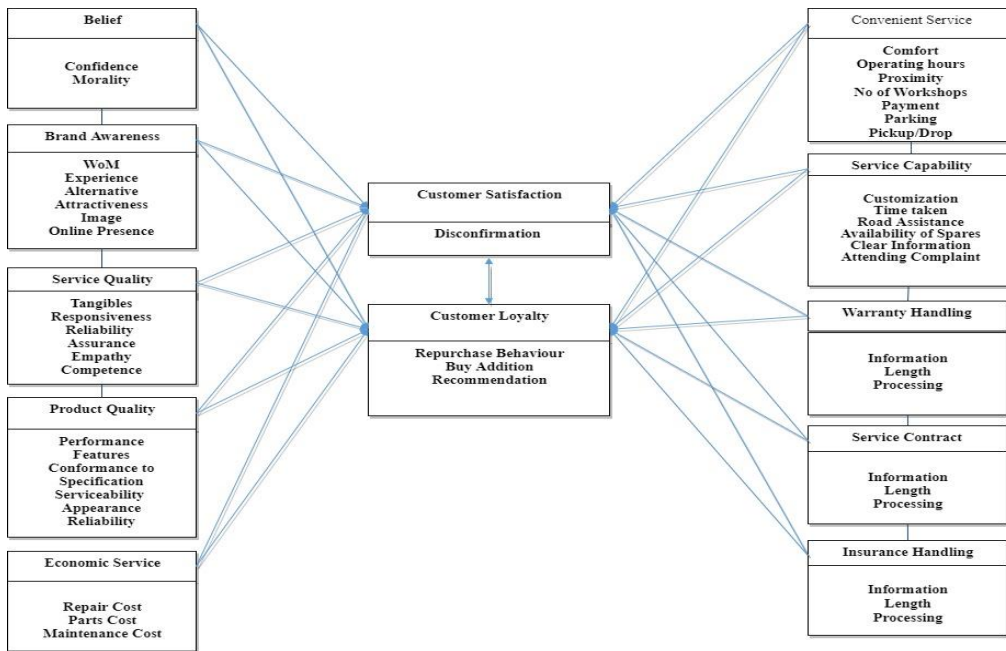 Belief
Confidence
Morality
Brand Awareness
WoM
Experience
Alternative
Attractiveness
Image
Online Presence
Service Quality
Tangibles
Responsiveness
Reliability
Assurance
Empathy
Competence
Product Quality
Performance
Features
Conformance to
Specification
Serviceability
Appearance
Reliability
Economic Service
Repair Cost
Parts Cost
Maintenance Cost
Customer Satisfaction
Disconfirmation
Customer Loyalty
Repurchase Behaviour
Buy Addition
Recommendation
Convenient Service
Comfort
Operating hours
Proximity
No of Workshops
Payment
Parking
Pickup/Drop
Service Capability
Customization
Time taken
Road Assistance
Availability of Spares
Clear Information
Attending Complaint
Warranty Handling
Information
Length
Processing
Service Contract
Information
Length
Processing
Insurance Handling
Information
Length
Processing